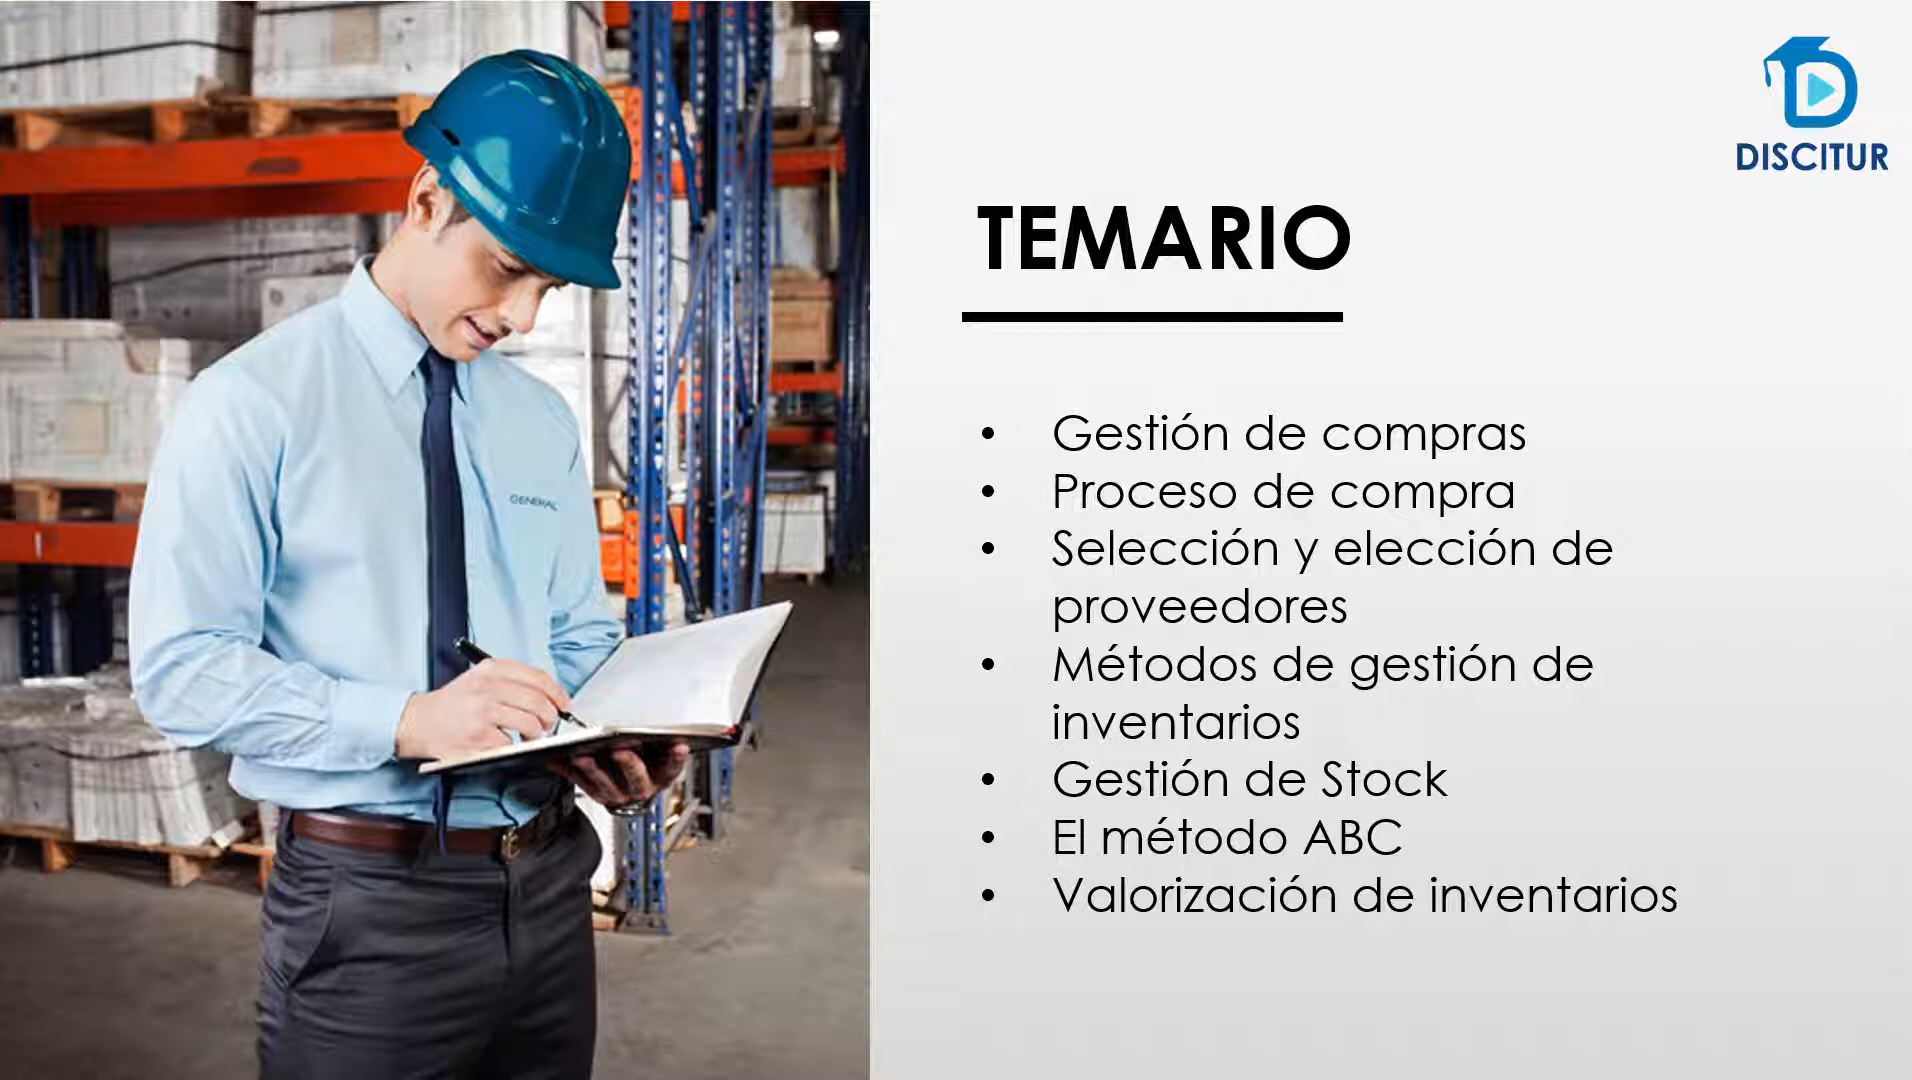 DISCITUR
TEMARIO
• Gestión de compras
• Proceso de compra
• Selección y elección de
proveedores
• Métodos de gestión de
inventarios
• Gestión de Stock
• El método ABC
• Valorización de inventarios
GENERAL